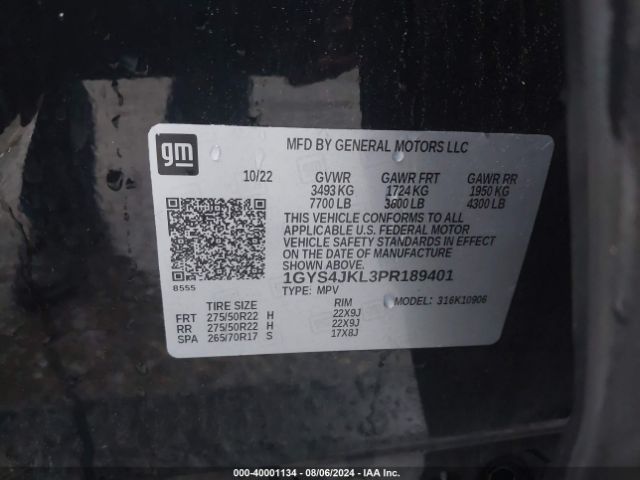 gm
MFD BY GENERAL MOTORS LLC
10/22 GVWR GAWR FRT GAWR RR
3493 KG 1724 KG 1950 KG
7700 LB 3600 LB 4300 LB
THIS VEHICLE CONFORMS TO ALL
APPLICABLE U.S. FEDERAL MOTOR
VEHICLE SAFETY STANDARDS IN EFFECT
ON THE DATE OF MANUFACTURE
SHOWN ABOVE.
8555
1GYS4JKL3PR189401
TYPE: MPV MODEL: 316K10906
TIRE SIZE RIM
FRT 275/50R22 H 22X9J
RR 275/50R22 H 22X9J
SPA 265/70R17 S 17X8J
000-40001134 - 08/06/2024 - IAA Inc.